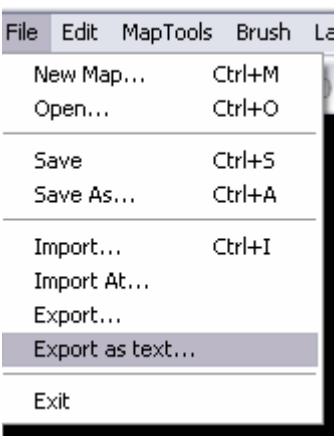 File Edit MapTools Brush La
New Map... Ctrl+M
Open... Ctrl+O
Save Ctrl+S
Save As... Ctrl+A
Import... Ctrl+I
Import At...
Export...
Export as text...
Exit